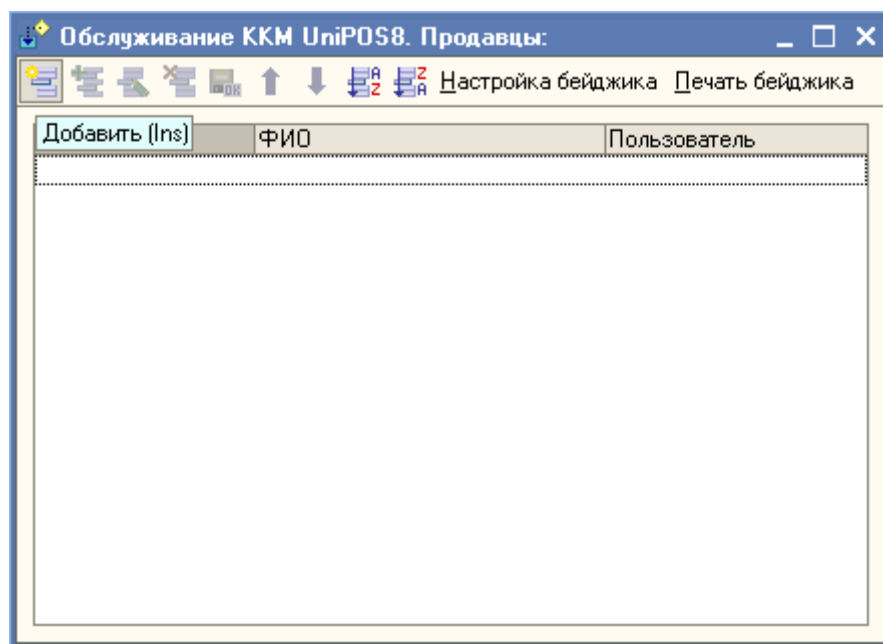 Обслуживание ККМ UniPOS8. Продавцы:
Настройка бейджика Печать бейджика
Добавить (Ins) ФИО Пользователь